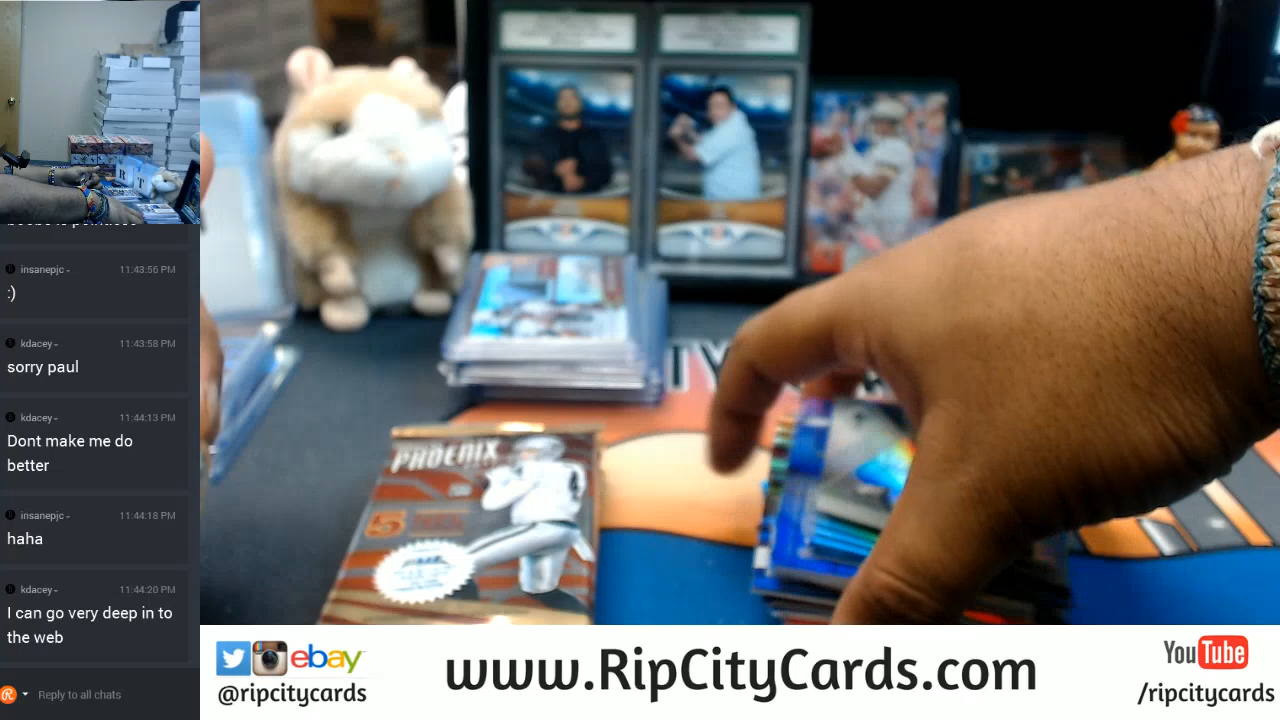 insanepjc
11:43:56 PM
:)
kdacey
11:43:58 PM
sorry paul
kdacey
11:44:13 PM
Dont make me do
better
insanepjc
11:44:18 PM
haha
kdacey
11:44:20 PM
I can go very deep in to
the web
Reply to all chats
PHOENIX
5
ebay
@ripcitycards
www.RipCityCards.com
YouTube
/ripcitycards